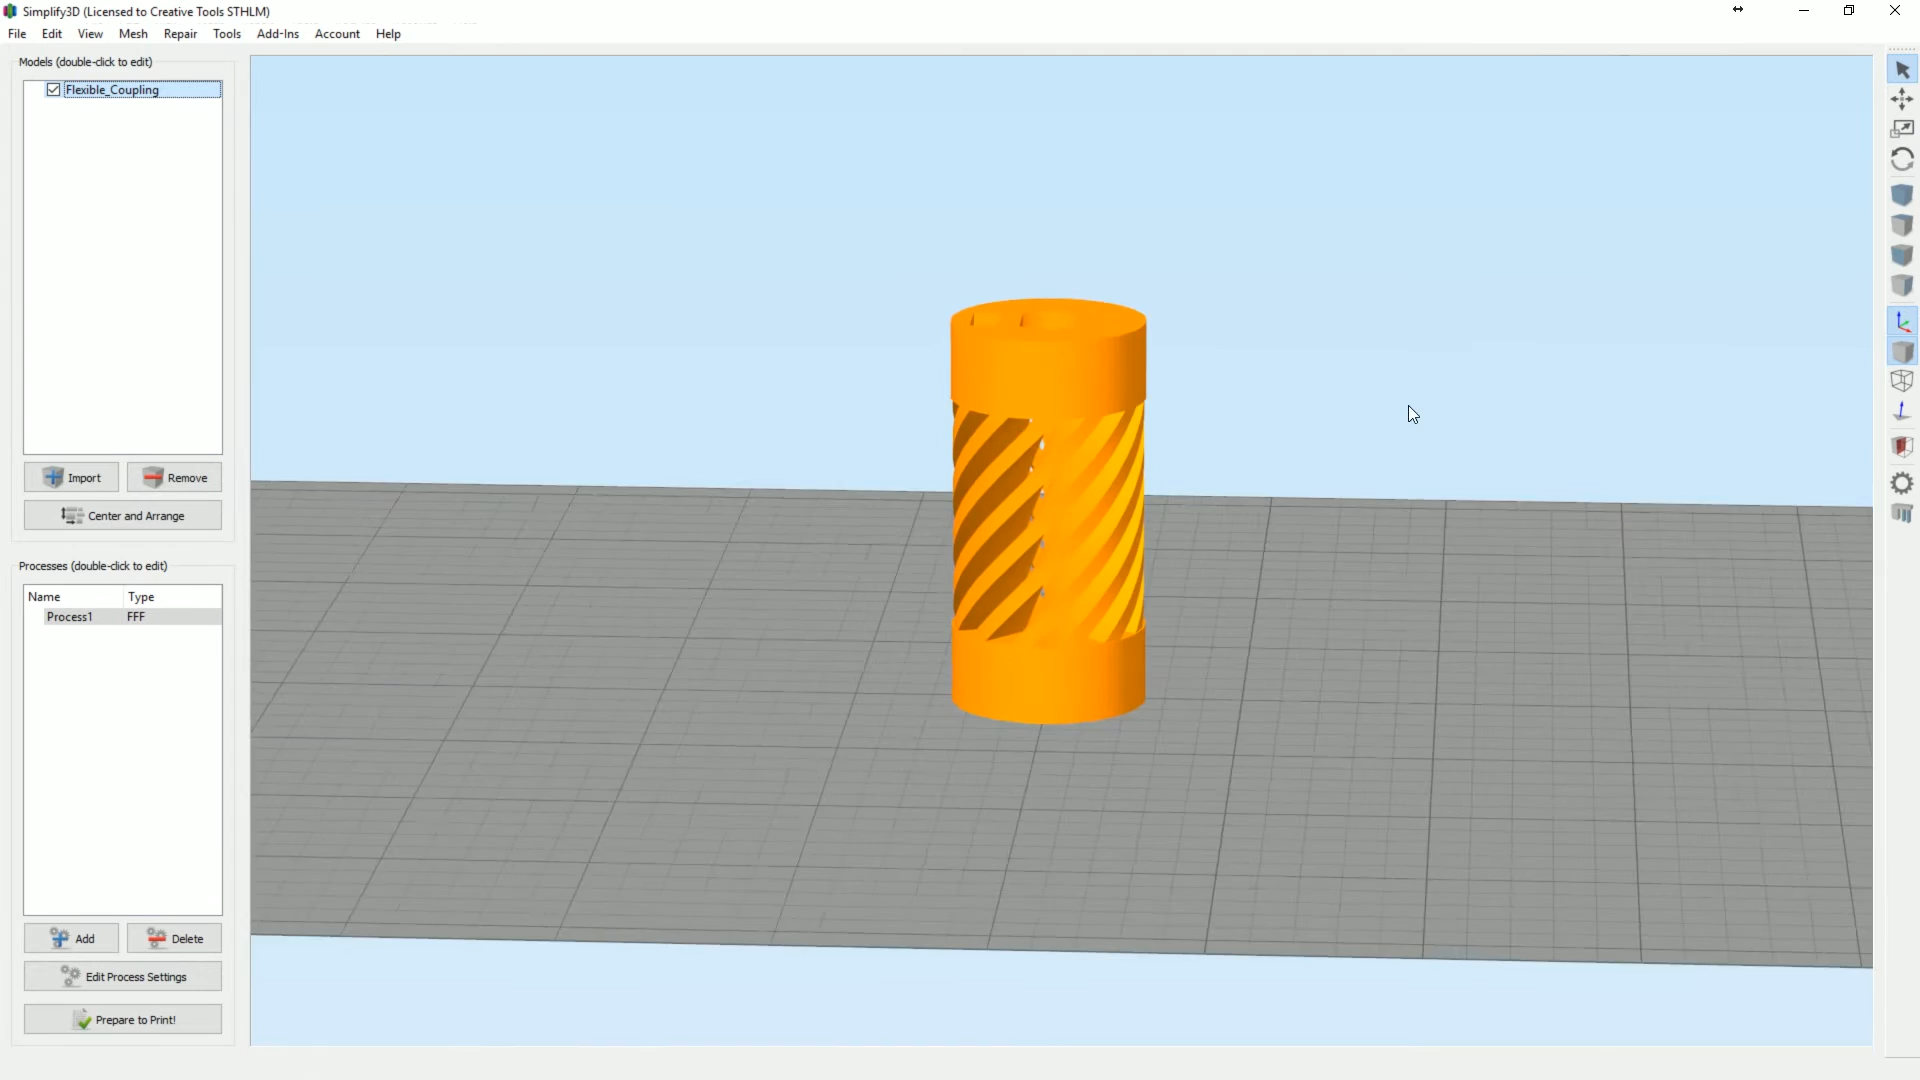 Simplify3D (Licensed to Creative Tools STHLM)
File Edit View Mesh Repair Tools Add-Ins Account Help
Models (double-click to edit)
Flexible_Coupling
Import Remove
Center and Arrange
Processes (double-click to edit)
Name Type
Process1 FFF
Add Delete
Edit Process Settings
Prepare to Print!